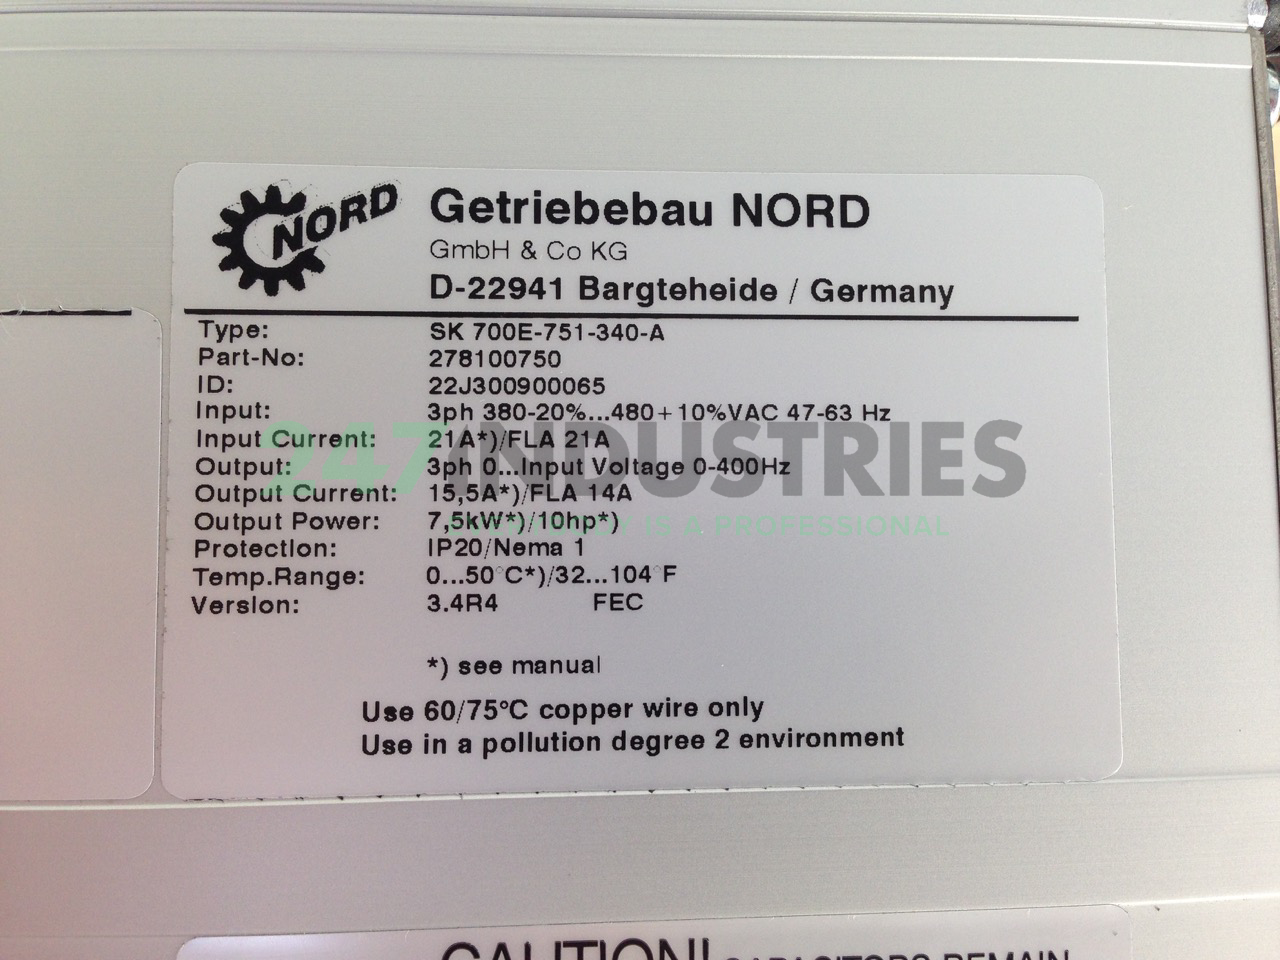 NORD
Getriebebau NORD
GmbH & Co KG
D-22941 Bargteheide / Germany
Type: SK 700E-751-340-A
Part-No: 278100750
ID: 22J300900065
Input: 3ph 380-20%...480+10%VAC 47-63 Hz
Input Current: 21A*)/FLA 21A
Output: 3ph 0...Input Voltage 0-400Hz
Output Current: 15,5A*)/FLA 14A
Output Power: 7,5kW*)/10hp*)
Protection: IP20/Nema 1
Temp.Range: 0...50°C*)/32...104°F
Version: 3.4R4 FEC
*) see manual
Use 60/75°C copper wire only
Use in a pollution degree 2 environment
247INDUSTRIES
IS A PROFESSIONAL
CAUTION! CAPACITORS REMAIN